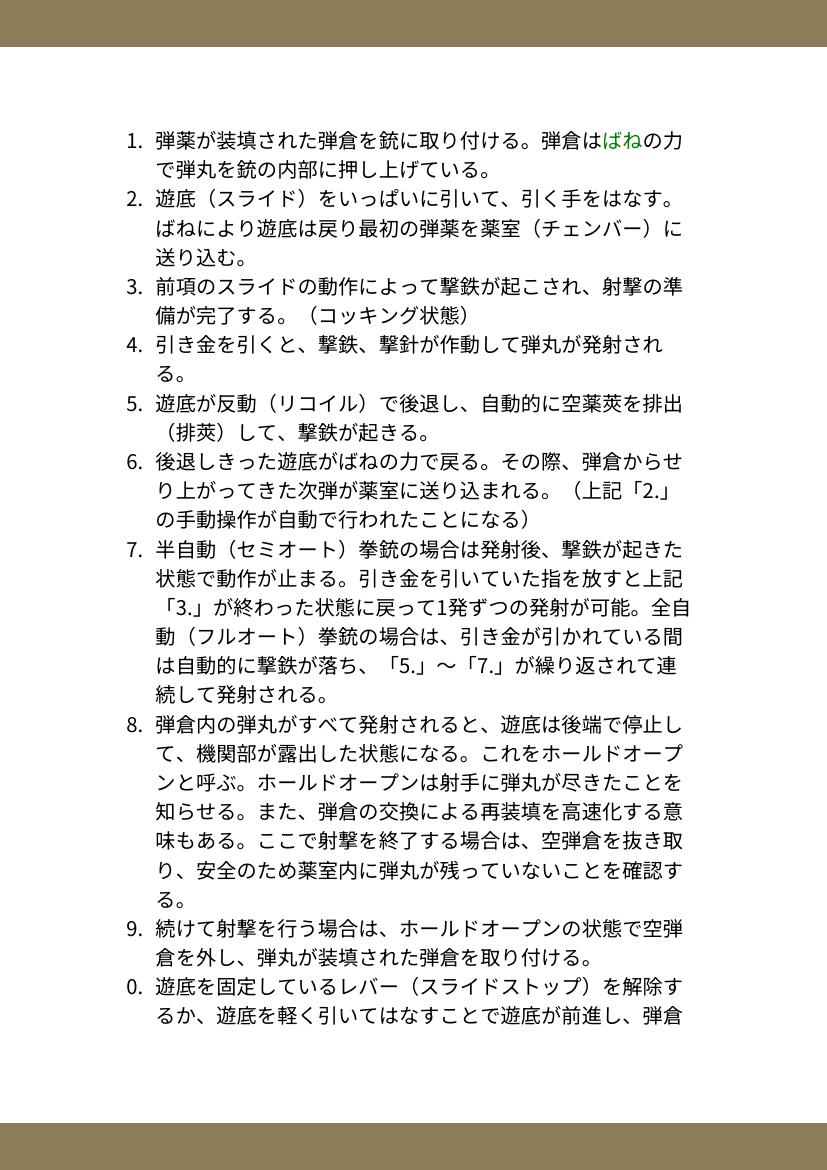 1. 弾薬が装填された弾倉を銃に取り付ける。弾倉はばねの力
で弾丸を銃の内部に押し上げている。
2. 遊底（スライド）をいっぱいに引いて、引く手をはなす。
ばねにより遊底は戻り最初の弾薬を薬室（チェンバー）に
送り込む。
3. 前項のスライドの動作によって撃鉄が起こされ、射撃の準
備が完了する。（コッキング状態）
4. 引き金を引くと、撃鉄、撃針が作動して弾丸が発射され
る。
5. 遊底が反動（リコイル）で後退し、自動的に空薬莢を排出
（排莢）して、撃鉄が起きる。
6. 後退しきった遊底がばねの力で戻る。その際、弾倉からせ
り上がってきた次弾が薬室に送り込まれる。（上記「2.」
の手動操作が自動で行われたことになる）
7. 半自動（セミオート）拳銃の場合は発射後、撃鉄が起きた
状態で動作が止まる。引き金を引いていた指を放すと上記
「3.」が終わった状態に戻って1発ずつの発射が可能。全自
動（フルオート）拳銃の場合は、引き金が引かれている間
は自動的に撃鉄が落ち、「5.」～「7.」が繰り返されて連
続して発射される。
8. 弾倉内の弾丸がすべて発射されると、遊底は後端で停止し
て、機関部が露出した状態になる。これをホールドオープ
ンと呼ぶ。ホールドオープンは射手に弾丸が尽きたことを
知らせる。また、弾倉の交換による再装填を高速化する意
味もある。ここで射撃を終了する場合は、空弾倉を抜き取
り、安全のため薬室内に弾丸が残っていないことを確認す
る。
9. 続けて射撃を行う場合は、ホールドオープンの状態で空弾
倉を外し、弾丸が装填された弾倉を取り付ける。
0. 遊底を固定しているレバー（スライドストップ）を解除す
るか、遊底を軽く引いてはなすことで遊底が前進し、弾倉